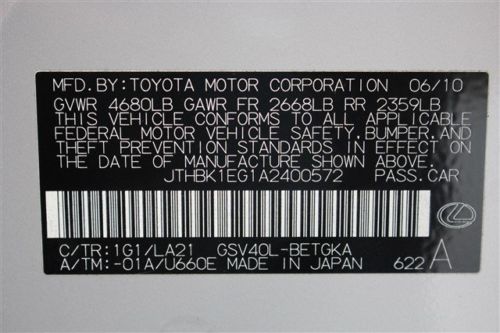 MFD.BY:TOYOTA MOTOR CORPORATION 06/10
GVWR 4680LB GAWR FR 2668LB RR 2359LB
THIS VEHICLE CONFORMS TO ALL APPLICABLE
FEDERAL MOTOR VEHICLE SAFETY, BUMPER, AND
THEFT PREVENTION STANDARDS IN EFFECT ON
THE DATE OF MANUFACTURE SHOWN ABOVE.
JTHBK1EG1A2400572 PASS.CAR
C/TR:1G1/LA21 GSV40L-BETGKA
A/TM:-01A/U660E MADE IN JAPAN 622 A